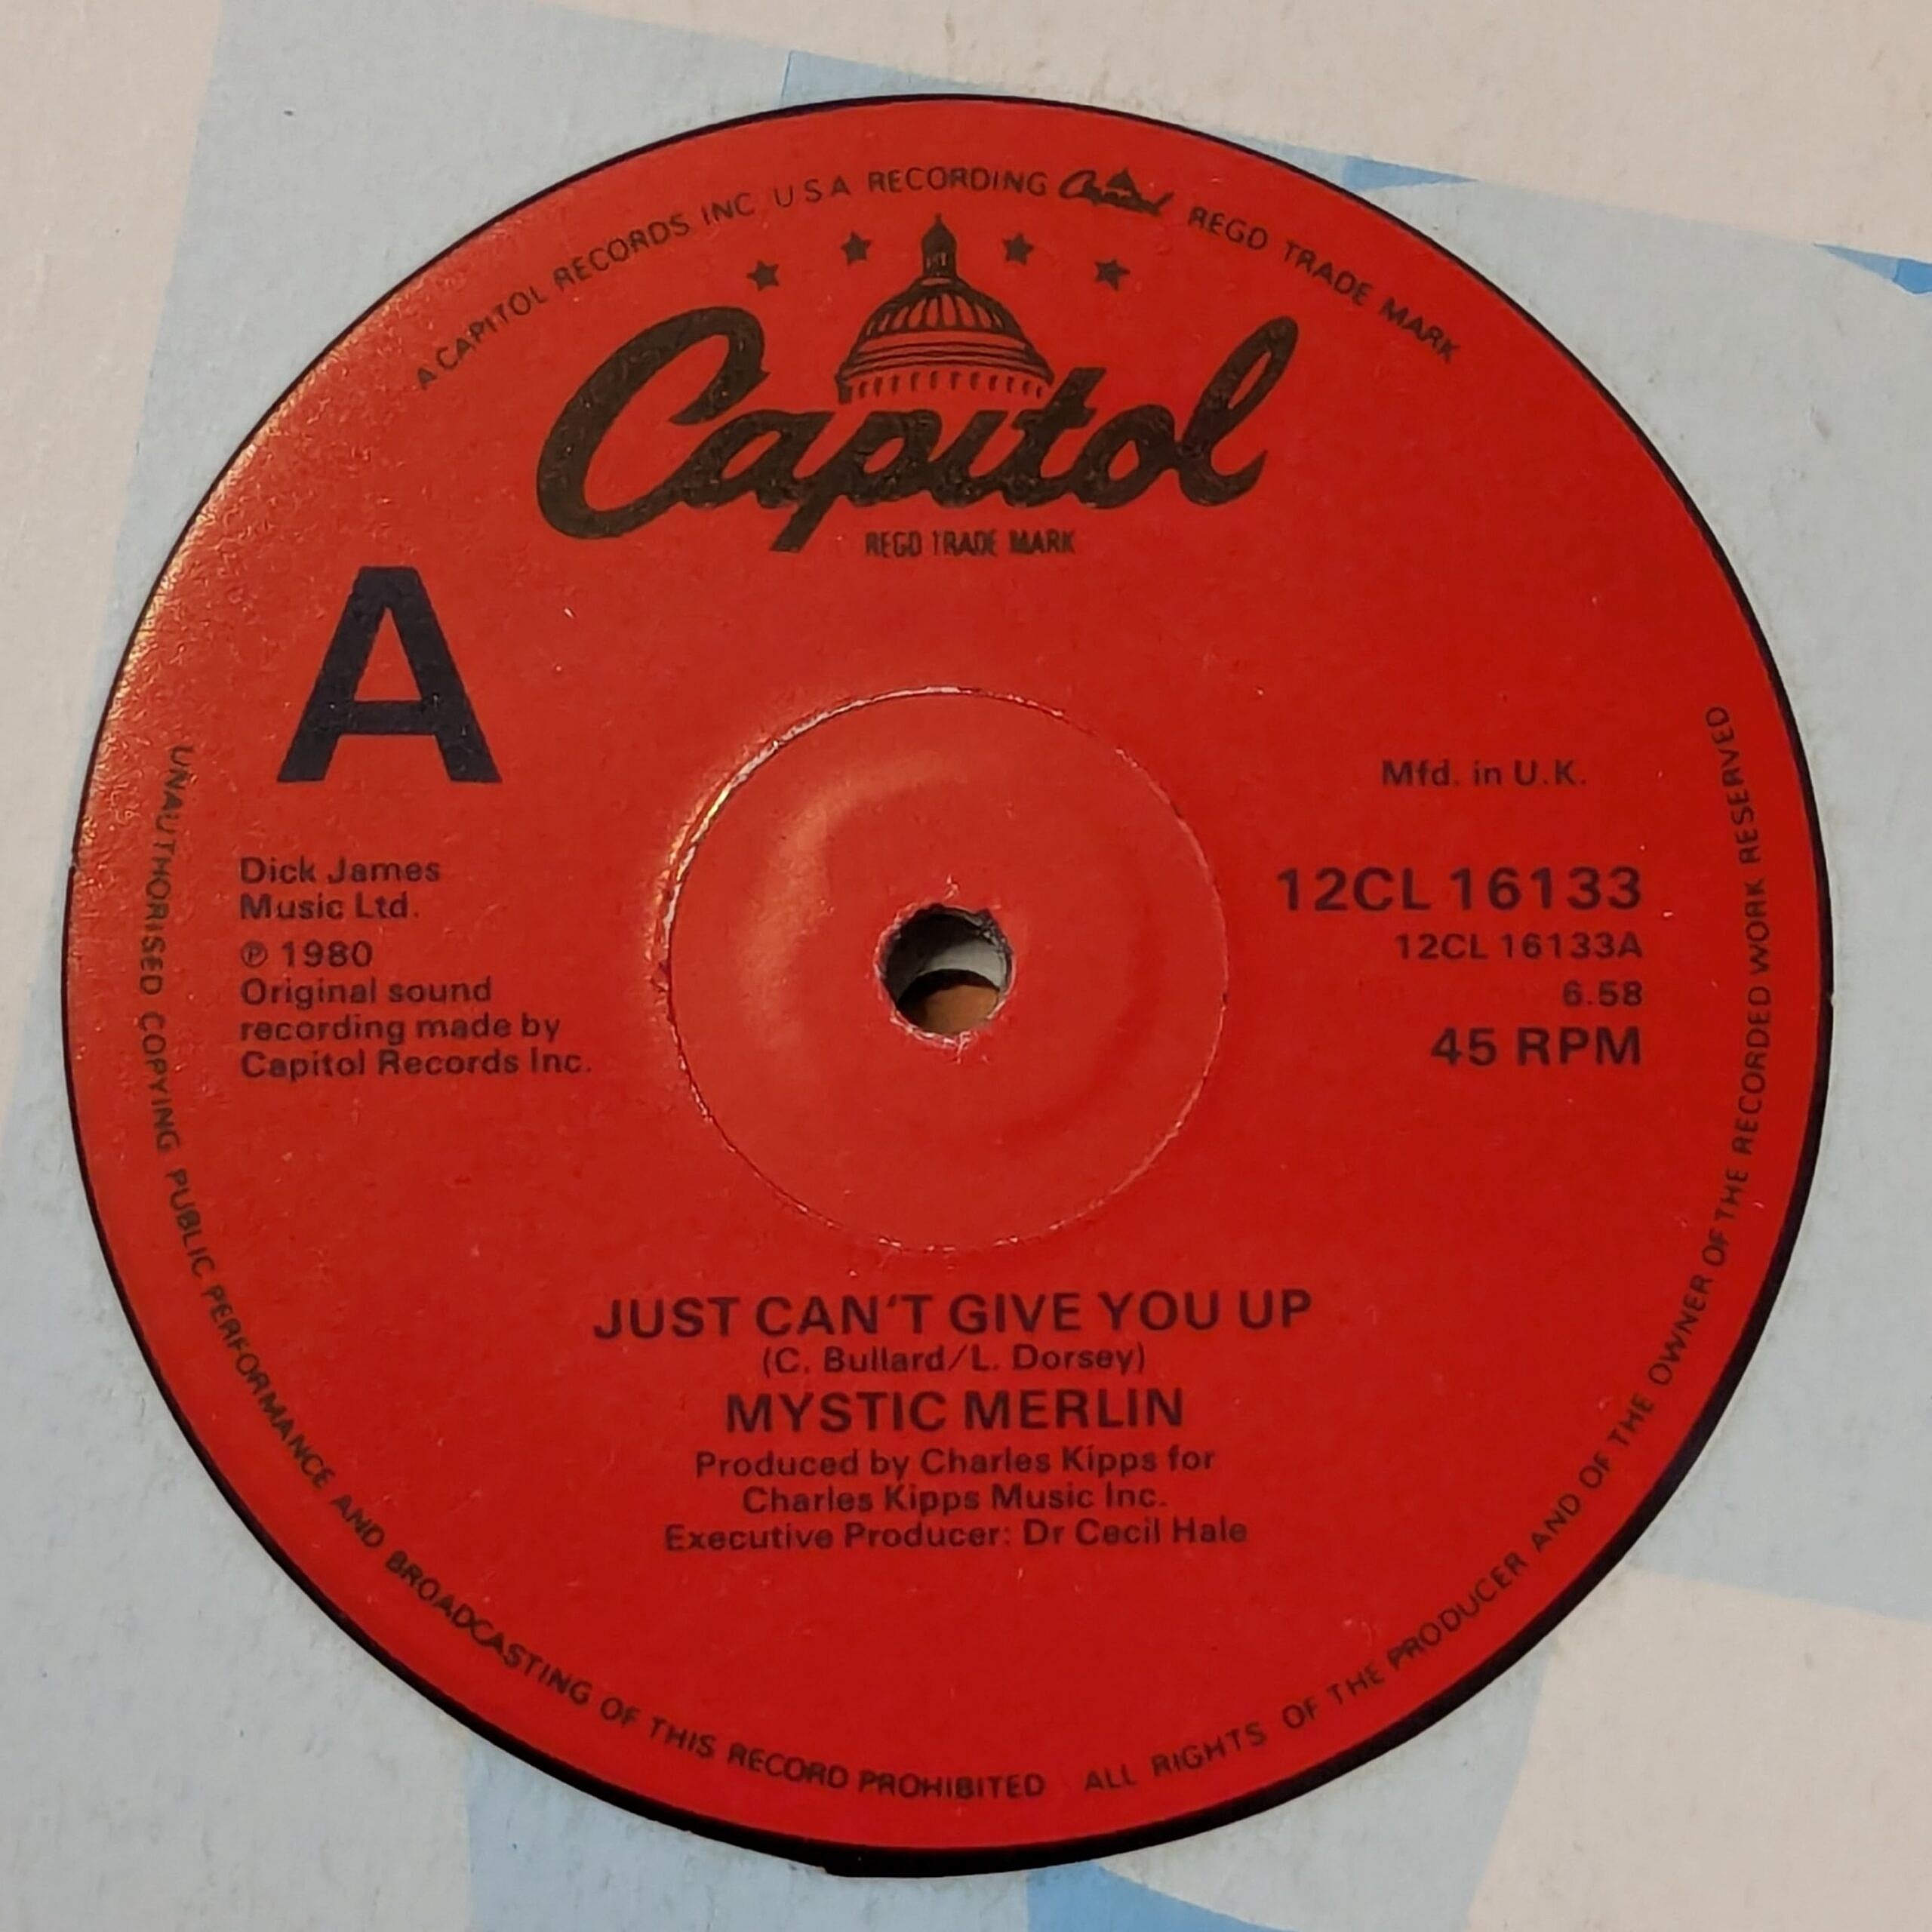 A CAPITOL RECORDS INC USA RECORDING Capitol REGD TRADE MARK
Capitol
REGD TRADE MARK
A
Mfd. in U.K.
Dick James
Music Ltd.
℗ 1980
Original sound
recording made by
Capitol Records Inc.
12CL 16133
12CL 16133A
6.58
45 RPM
JUST CAN'T GIVE YOU UP
(C. Bullard/L. Dorsey)
MYSTIC MERLIN
Produced by Charles Kipps for
Charles Kipps Music Inc.
Executive Producer: Dr Cecil Hale
UNAUTHORISED COPYING PUBLIC PERFORMANCE AND BROADCASTING OF THIS RECORD PROHIBITED ALL RIGHTS OF THE PRODUCER AND OF THE OWNER OF THE RECORDED WORK RESERVED